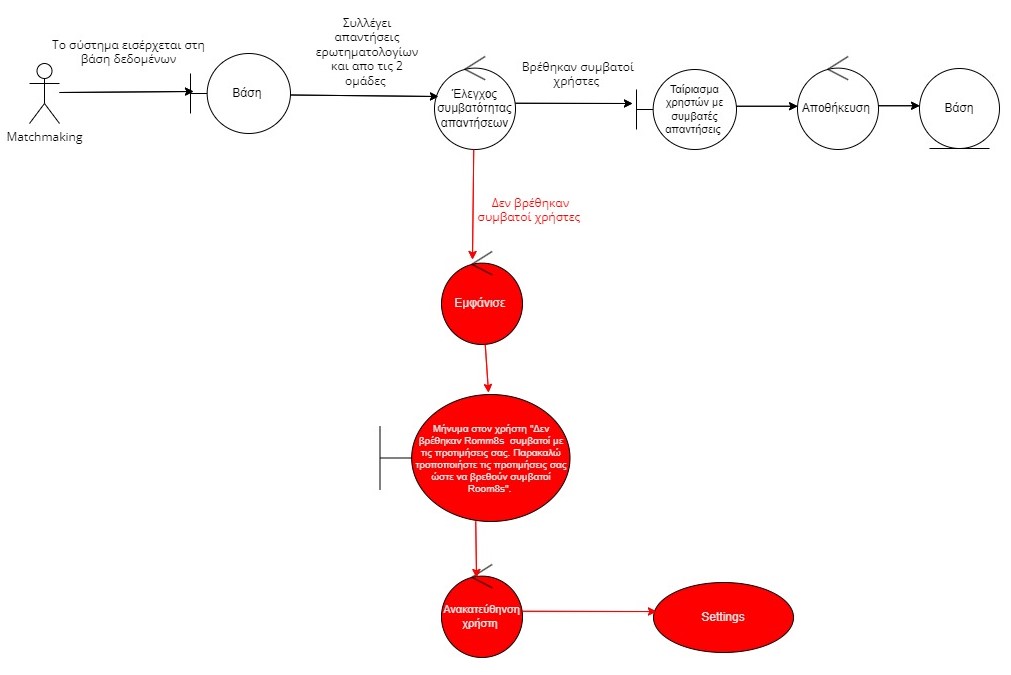 Το σύστημα εισέρχεται στη
βάση δεδομένων
Matchmaking
Βάση
Συλλέγει
απαντήσεις
ερωτηματολογίων
και απο τις 2
ομάδες
Έλεγχος
συμβατότητας
απαντήσεων
Βρέθηκαν συμβατοί
χρήστες
Ταίριασμα
χρηστών με
συμβατές
απαντήσεις
Αποθήκευση
Βάση
Δεν βρέθηκαν
συμβατοί χρήστες
Εμφάνισε
Μήνυμα στον χρήστη "Δεν
βρέθηκαν Romm8s συμβατοί με
τις προτιμήσεις σας. Παρακαλώ
τροποποιήστε τις προτιμήσεις σας
ώστε να βρεθούν συμβατοί
Room8s".
Ανακατεύθηνση
χρήστη
Settings